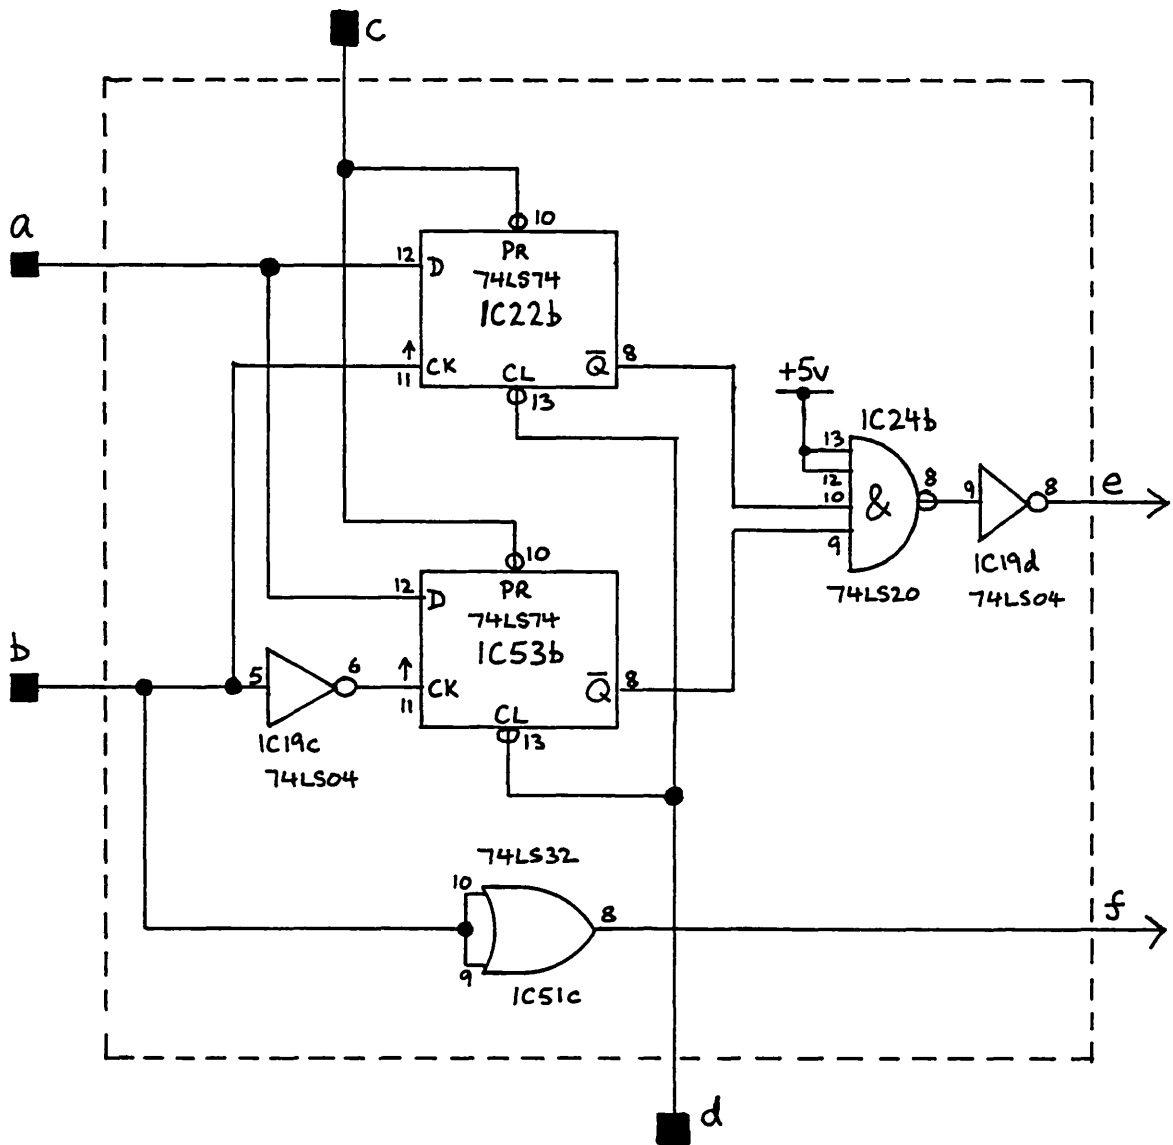 c
a
10
12
D
PR
74LS74
IC22b
↑
CK
11
CL
13
Q̅
8
+5v
IC24b
13
12
10
9
&
8
74LS20
9
8
e
IC19d
74LS04
10
12
D
PR
74LS74
IC53b
b
5
6
↑
CK
11
CL
13
Q̅
8
IC19c
74LS04
74LS32
10
9
8
IC51c
f
d